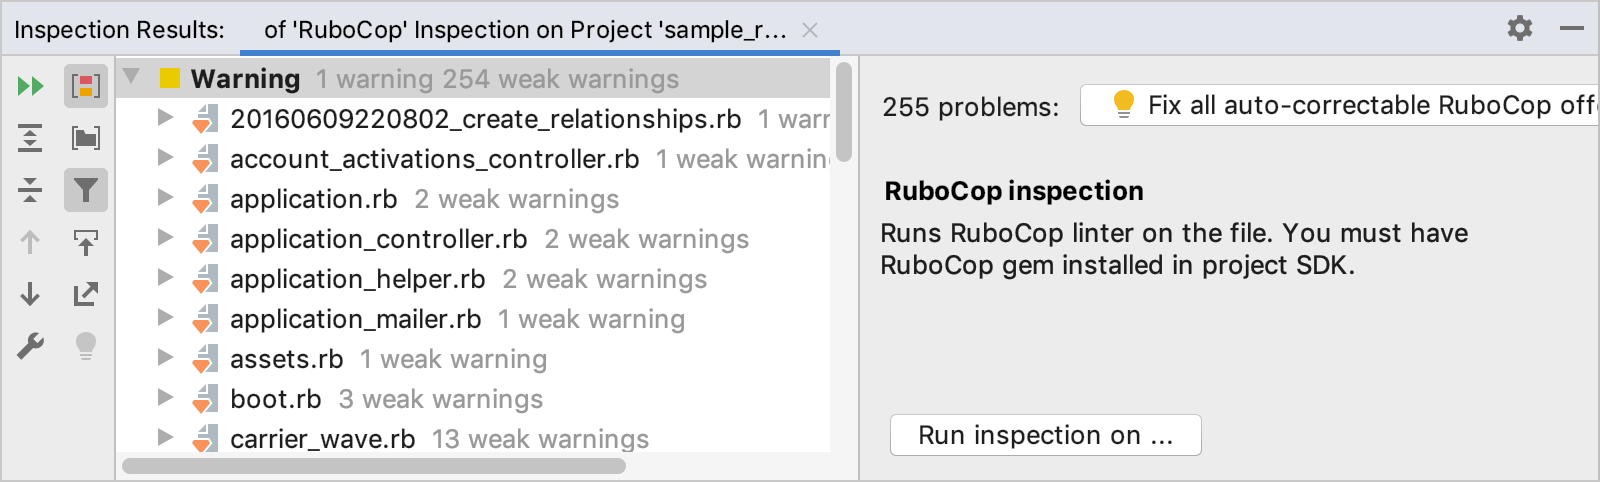 Inspection Results: of 'RuboCop' Inspection on Project 'sample_r...
Warning 1 warning 254 weak warnings
20160609220802_create_relationships.rb 1 warr
account_activations_controller.rb 1 weak warnin
application.rb 2 weak warnings
application_controller.rb 2 weak warnings
application_helper.rb 2 weak warnings
application_mailer.rb 1 weak warning
assets.rb 1 weak warning
boot.rb 3 weak warnings
carrier_wave.rb 13 weak warnings
255 problems: Fix all auto-correctable RuboCop off
RuboCop inspection
Runs RuboCop linter on the file. You must have
RuboCop gem installed in project SDK.
Run inspection on ...